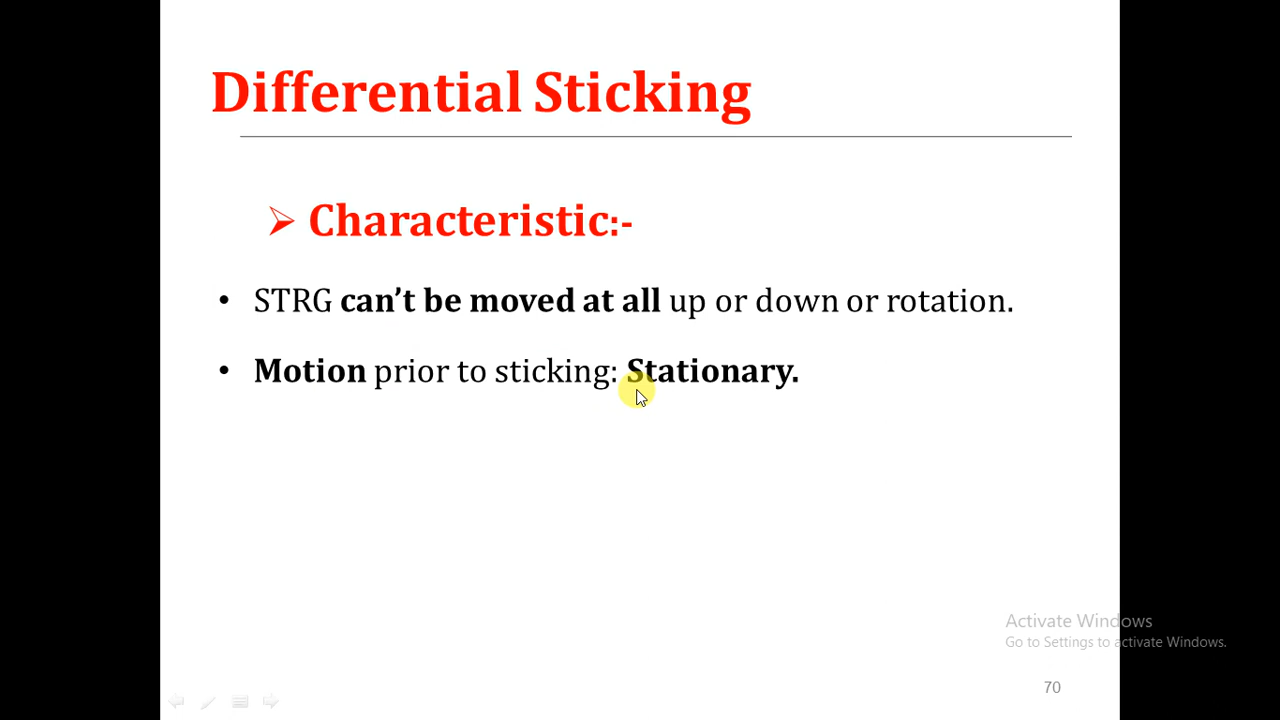 Differential Sticking
➢ Characteristic:-
• STRG can’t be moved at all up or down or rotation.
• Motion prior to sticking: Stationary.
Activate Windows
Go to Settings to activate Windows.
70